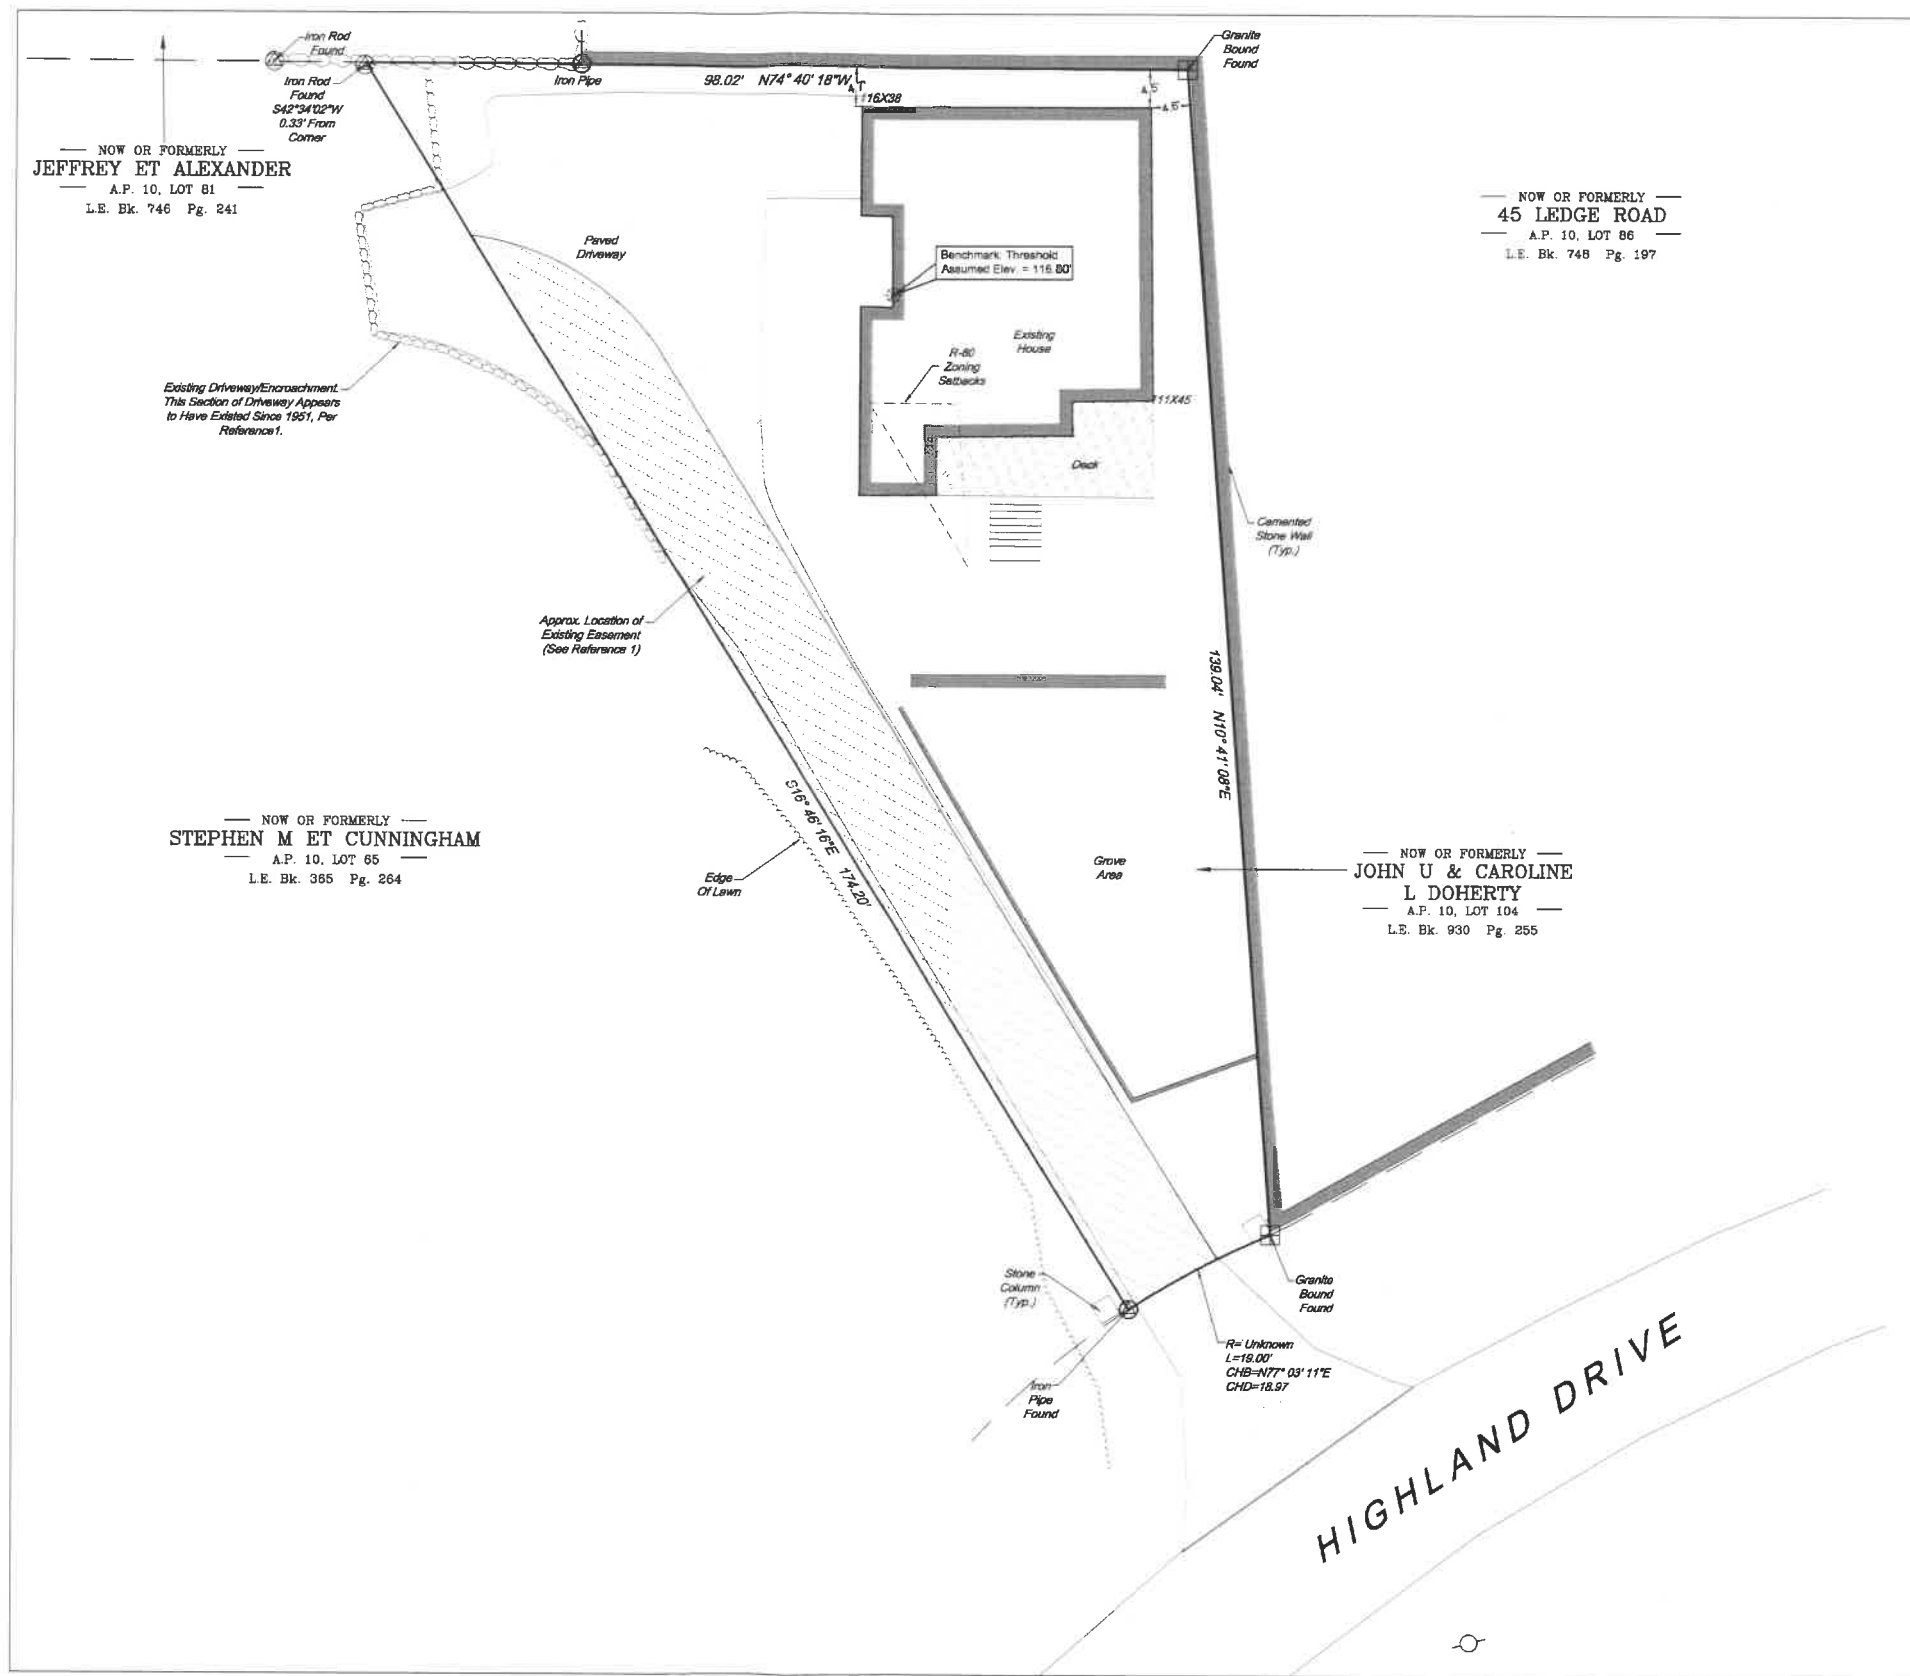 Iron Rod
Found
Iron Rod
Found
S42°34'02"W
0.33' From
Corner
Iron Pipe
98.02' N74° 40' 18"W
116X38
4.5
4.5
Granite
Bound
Found
NOW OR FORMERLY
JEFFREY ET ALEXANDER
A.P. 10, LOT 81
L.E. Bk. 746 Pg. 241
NOW OR FORMERLY
45 LEDGE ROAD
A.P. 10, LOT 86
L.E. Bk. 748 Pg. 197
Paved
Driveway
Benchmark: Threshold
Assumed Elev. = 116.80'
Existing
House
R-80
Zoning
Setbacks
Existing Driveway/Encroachment.
This Section of Driveway Appears
to Have Existed Since 1951, Per
Reference1.
111X45
Deck
Cemented
Stone Wall
(Typ.)
Approx. Location of
Existing Easement
(See Reference 1)
139.04' N10° 41' 08"E
S16° 46' 16"E 174.20'
NOW OR FORMERLY
STEPHEN M ET CUNNINGHAM
A.P. 10, LOT 65
L.E. Bk. 365 Pg. 264
Edge
Of Lawn
Grove
Area
NOW OR FORMERLY
JOHN U & CAROLINE
L DOHERTY
A.P. 10, LOT 104
L.E. Bk. 930 Pg. 255
Stone
Column
(Typ.)
Granite
Bound
Found
R= Unknown
L=19.00'
CHB=N77° 03' 11"E
CHD=18.97
Iron
Pipe
Found
HIGHLAND DRIVE